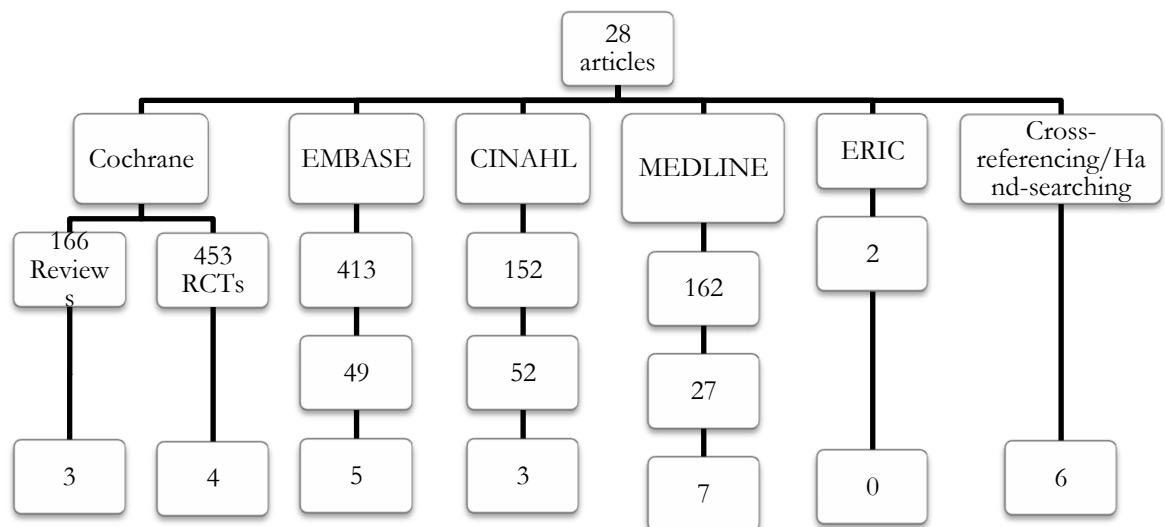 28
articles
Cochrane
EMBASE
CINAHL
MEDLINE
ERIC
Cross-
referencing/Ha
nd-searching
166
Review
s
453
RCTs
413
152
162
2
49
52
27
3
4
5
3
7
0
6